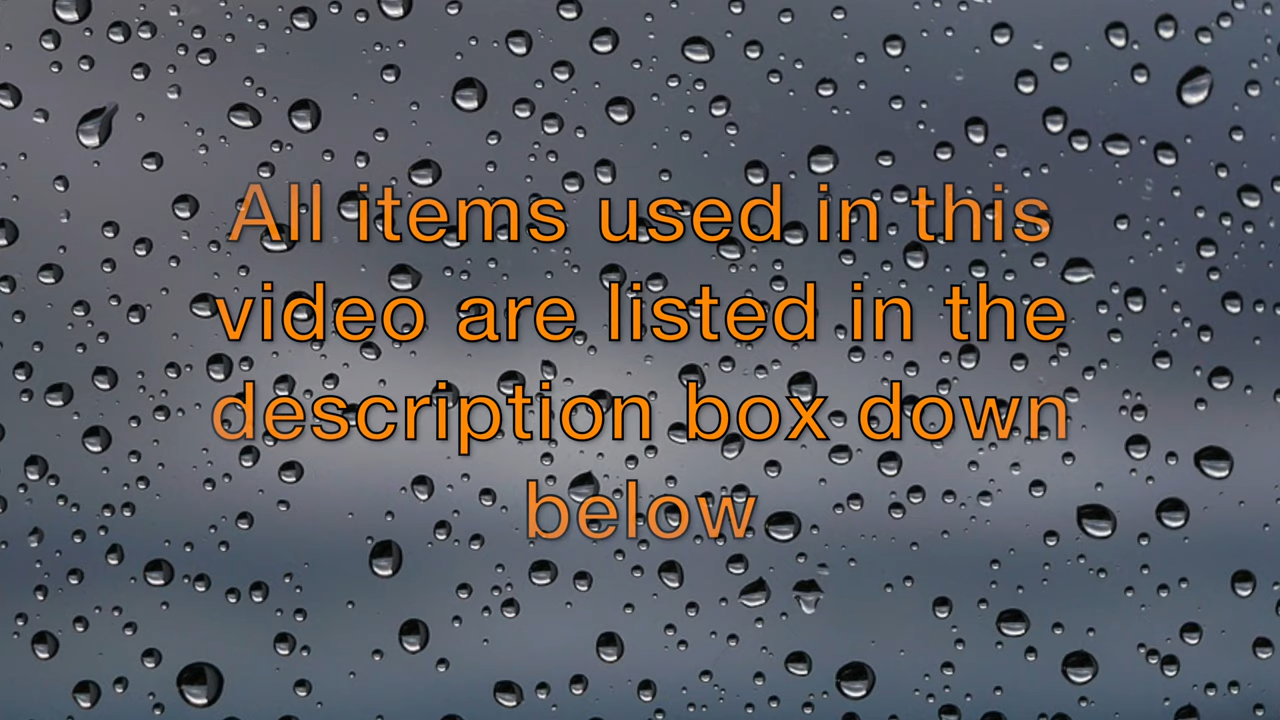 All items used in this
video are listed in the
description box down
below